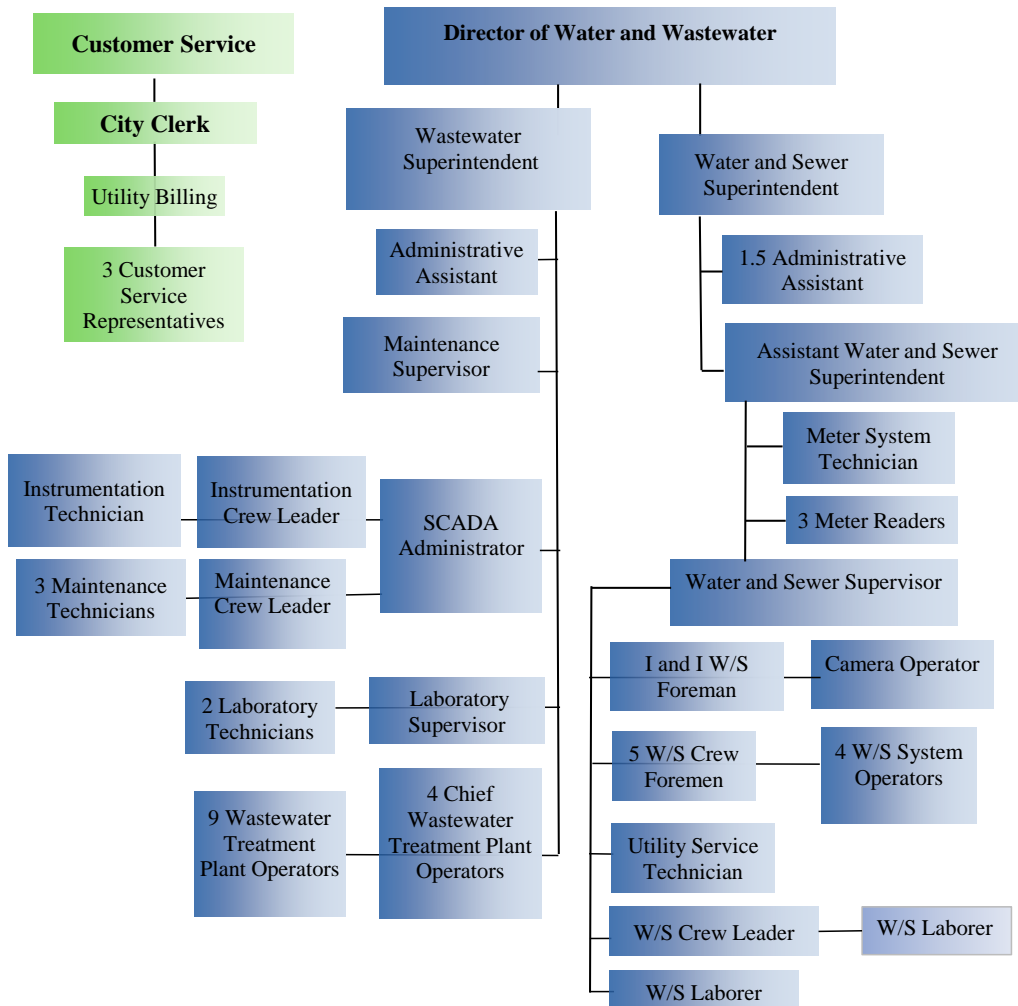 Customer Service
City Clerk
Utility Billing
3 Customer
Service
Representatives
Director of Water and Wastewater
Wastewater
Superintendent
Administrative
Assistant
Maintenance
Supervisor
SCADA
Administrator
Instrumentation
Crew Leader
Instrumentation
Technician
Maintenance
Crew Leader
3 Maintenance
Technicians
Laboratory
Supervisor
2 Laboratory
Technicians
4 Chief
Wastewater
Treatment Plant
Operators
9 Wastewater
Treatment
Plant Operators
Water and Sewer
Superintendent
1.5 Administrative
Assistant
Assistant Water and Sewer
Superintendent
Meter System
Technician
3 Meter Readers
Water and Sewer Supervisor
I and I W/S
Foreman
Camera Operator
5 W/S Crew
Foremen
4 W/S System
Operators
Utility Service
Technician
W/S Crew Leader
W/S Laborer
W/S Laborer